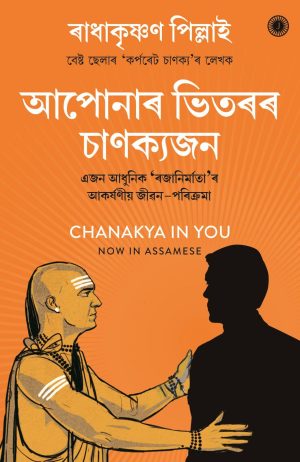 ৰাধাকৃষ্ণণ পিল্লাই
বেষ্ট ছেলাৰ ‘কৰ্পৰেট চাণক্য’ৰ লেখক
আপোনাৰ ভিতৰৰ
চাণক্যজন
এজন আধুনিক ‘ৰজানিৰ্মাতা’ৰ
আকৰ্ষণীয় জীৱন–পৰিক্ৰমা
CHANAKYA IN YOU
NOW IN ASSAMESE